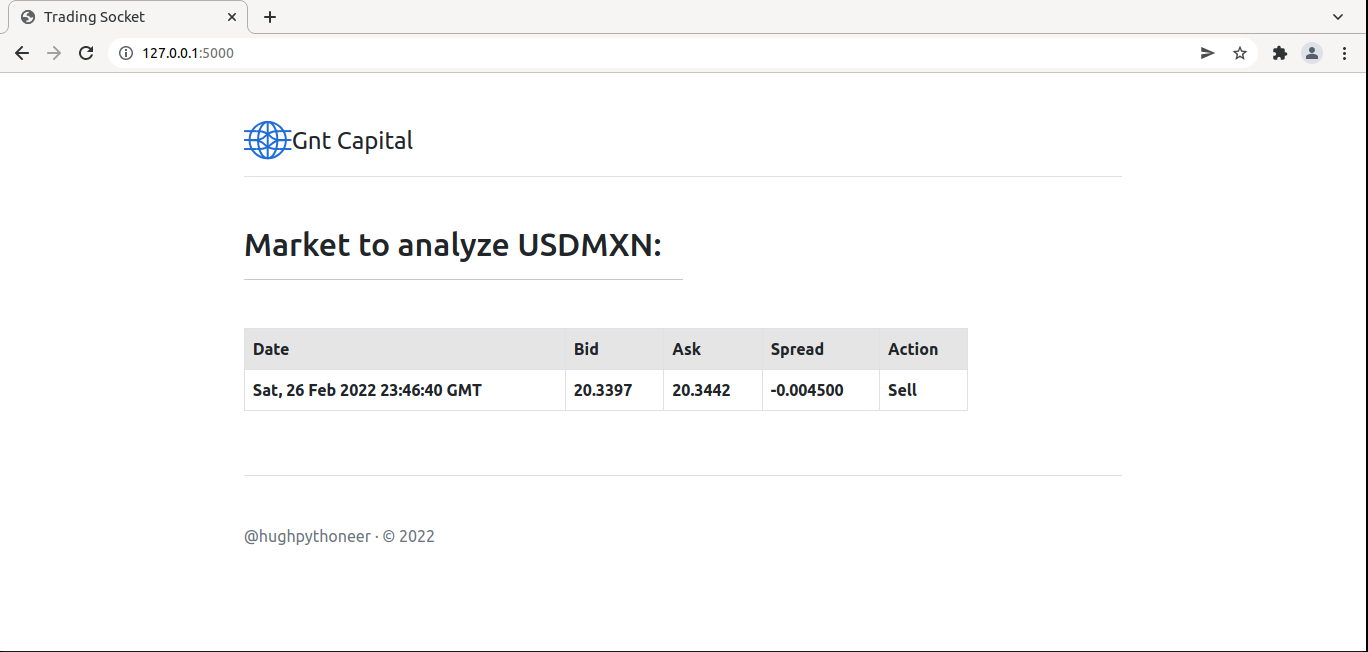 Trading Socket
127.0.0.1:5000
Gnt Capital
Market to analyze USDMXN:
Date Bid Ask Spread Action
Sat, 26 Feb 2022 23:46:40 GMT 20.3397 20.3442 -0.004500 Sell
@hughpythoneer · © 2022